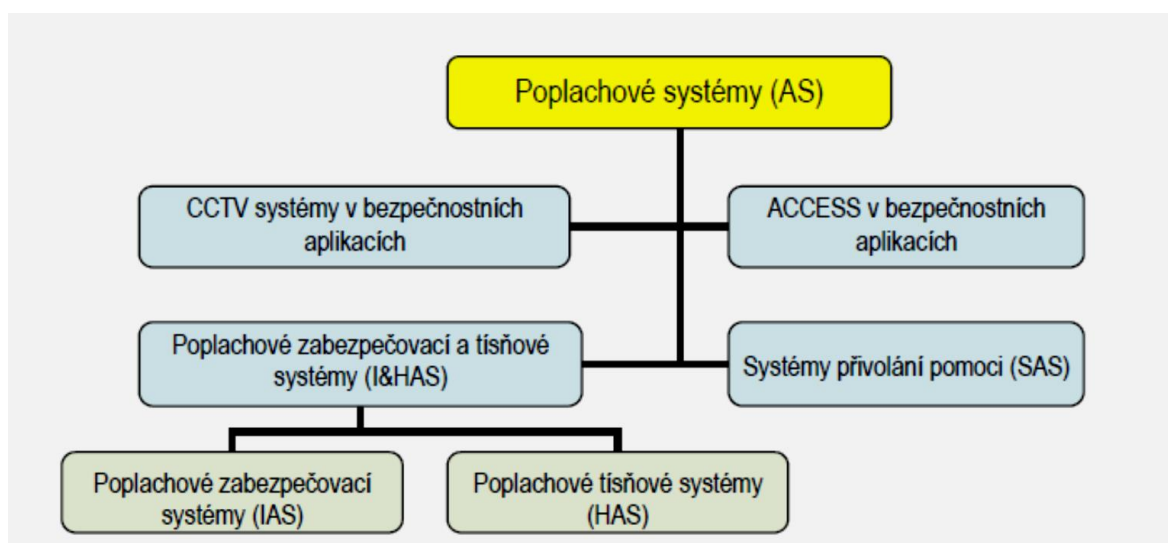 Poplachové systémy (AS)
CCTV systémy v bezpečnostních
aplikacích
ACCESS v bezpečnostních
aplikacích
Poplachové zabezpečovací a tísňové
systémy (I&HAS)
Systémy přivolání pomoci (SAS)
Poplachové zabezpečovací
systémy (IAS)
Poplachové tísňové systémy
(HAS)